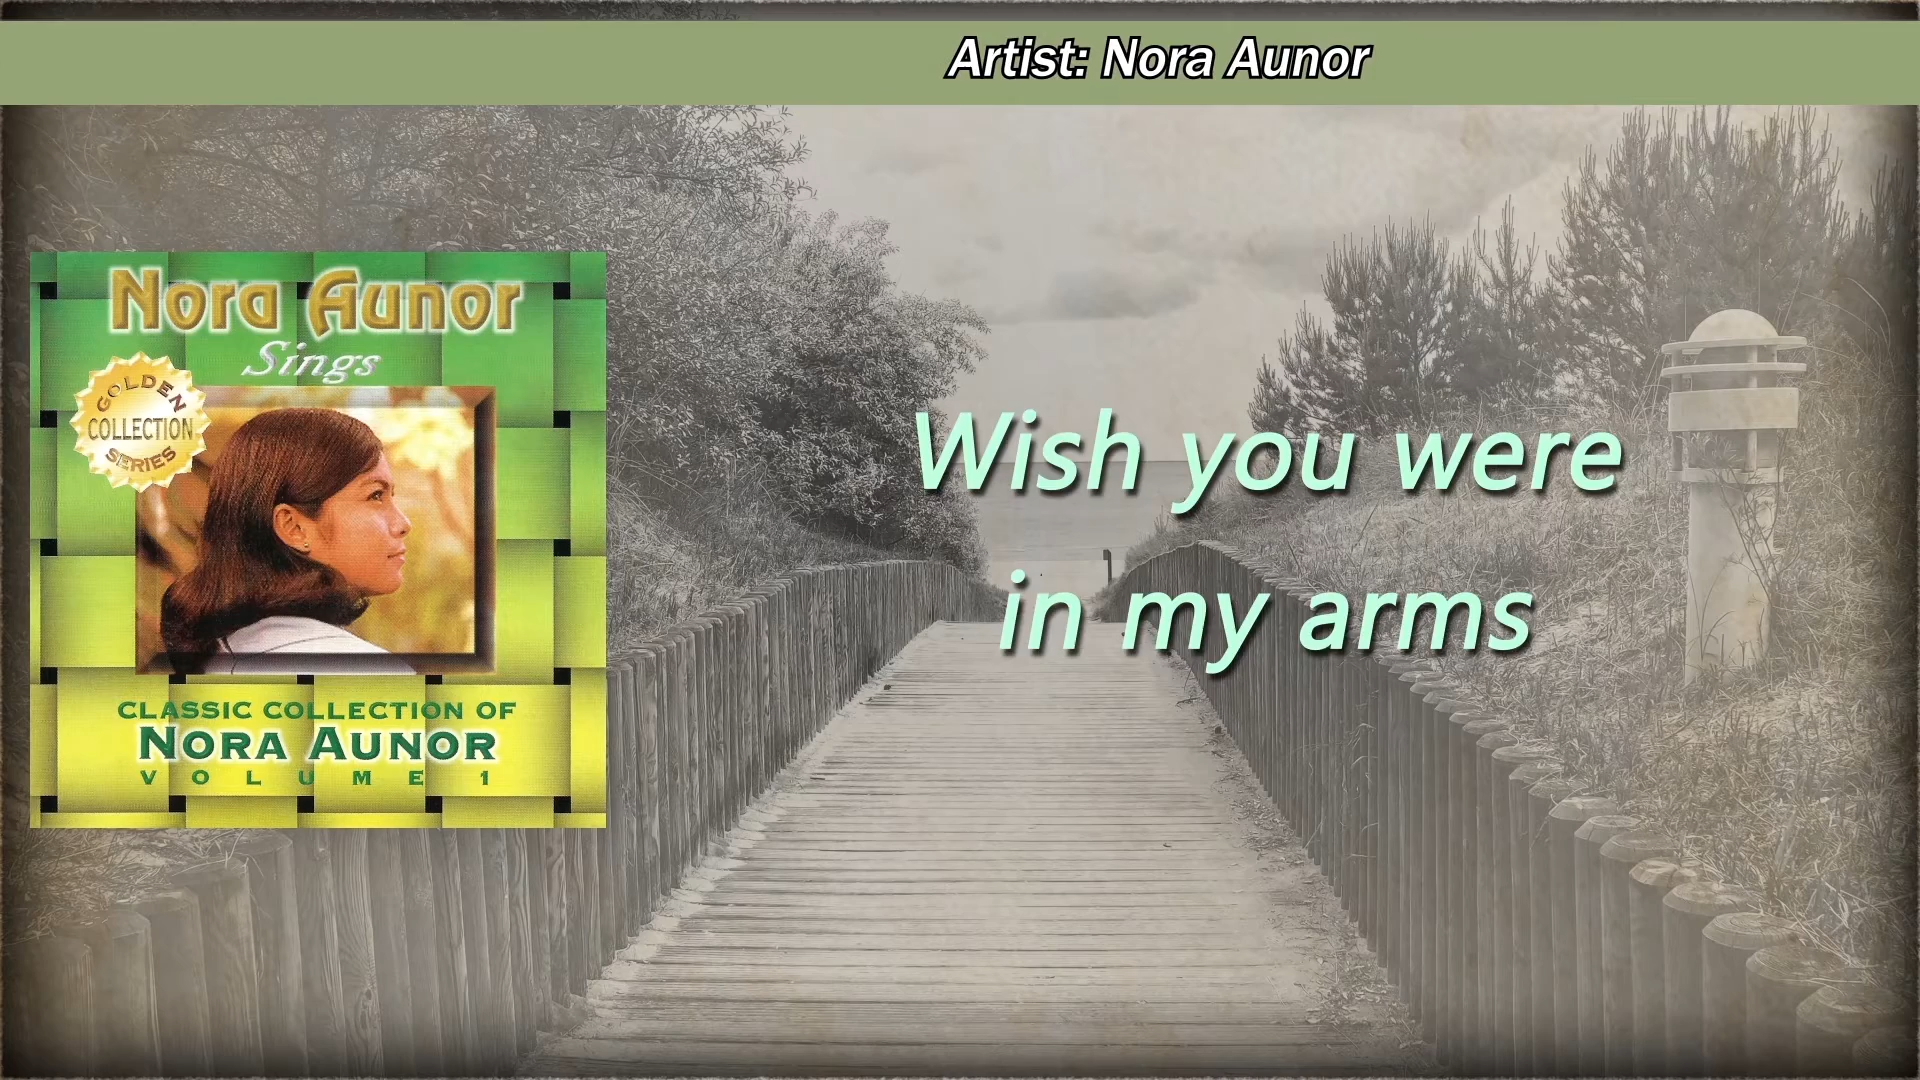 Artist: Nora Aunor
Nora Aunor
Sings
GOLDEN
COLLECTION
SERIES
CLASSIC COLLECTION OF
NORA AUNOR
VOLUME 1
Wish you were
in my arms